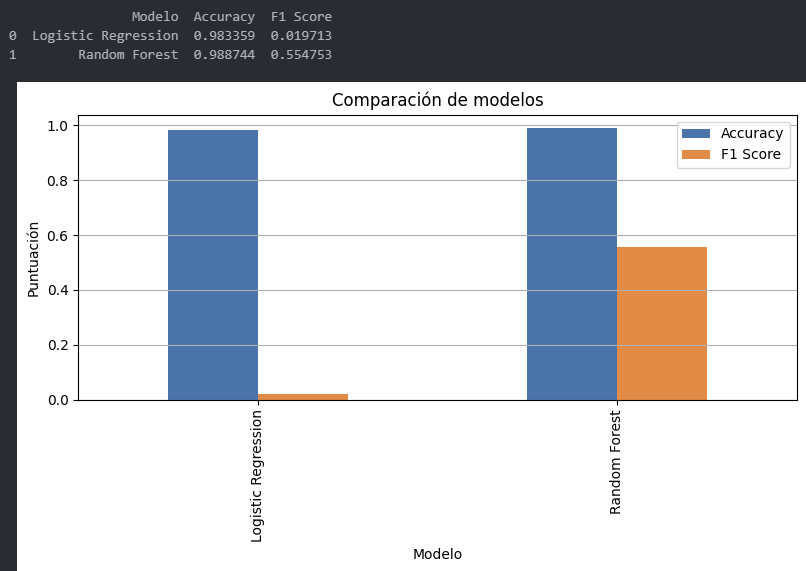 Modelo Accuracy F1 Score
0 Logistic Regression 0.983359 0.019713
1 Random Forest 0.988744 0.554753
Comparación de modelos
Accuracy
F1 Score
Puntuación
1.0
0.8
0.6
0.4
0.2
0.0
Logistic Regression
Random Forest
Modelo